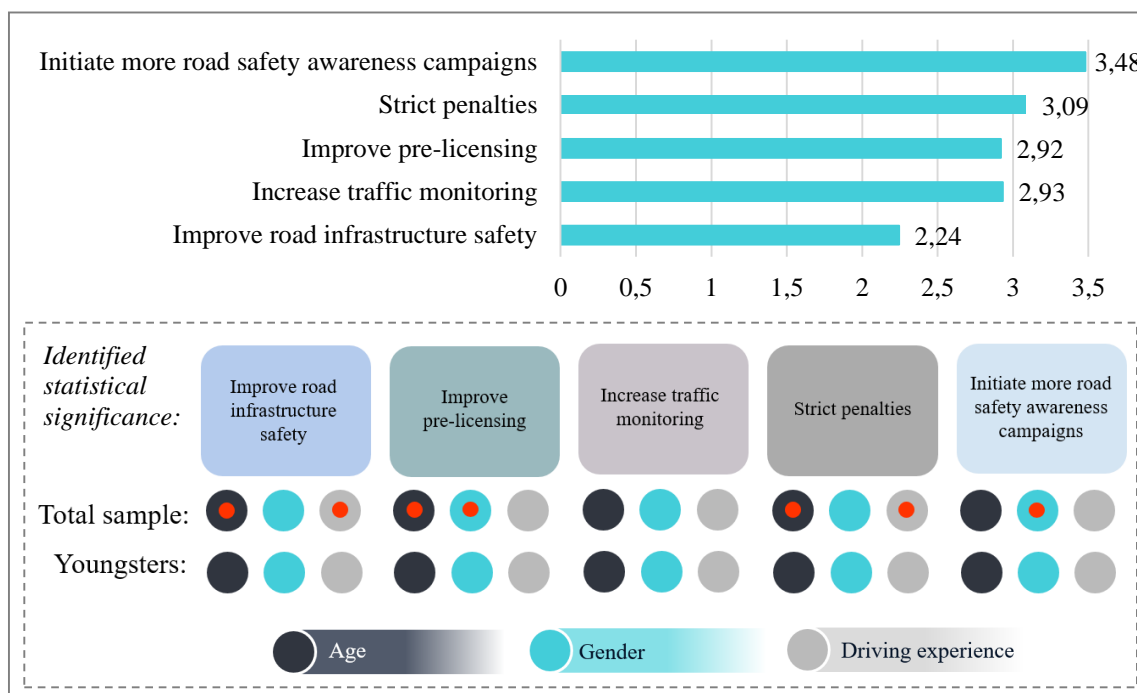 Initiate more road safety awareness campaigns
3,48
Strict penalties
3,09
Improve pre-licensing
2,92
Increase traffic monitoring
2,93
Improve road infrastructure safety
2,24
0 0,5 1 1,5 2 2,5 3 3,5
Identified
statistical
significance:
Improve road
infrastructure
safety
Improve
pre-licensing
Increase traffic
monitoring
Strict penalties
Initiate more road
safety awareness
campaigns
Total sample:
Youngsters:
Age
Gender
Driving experience